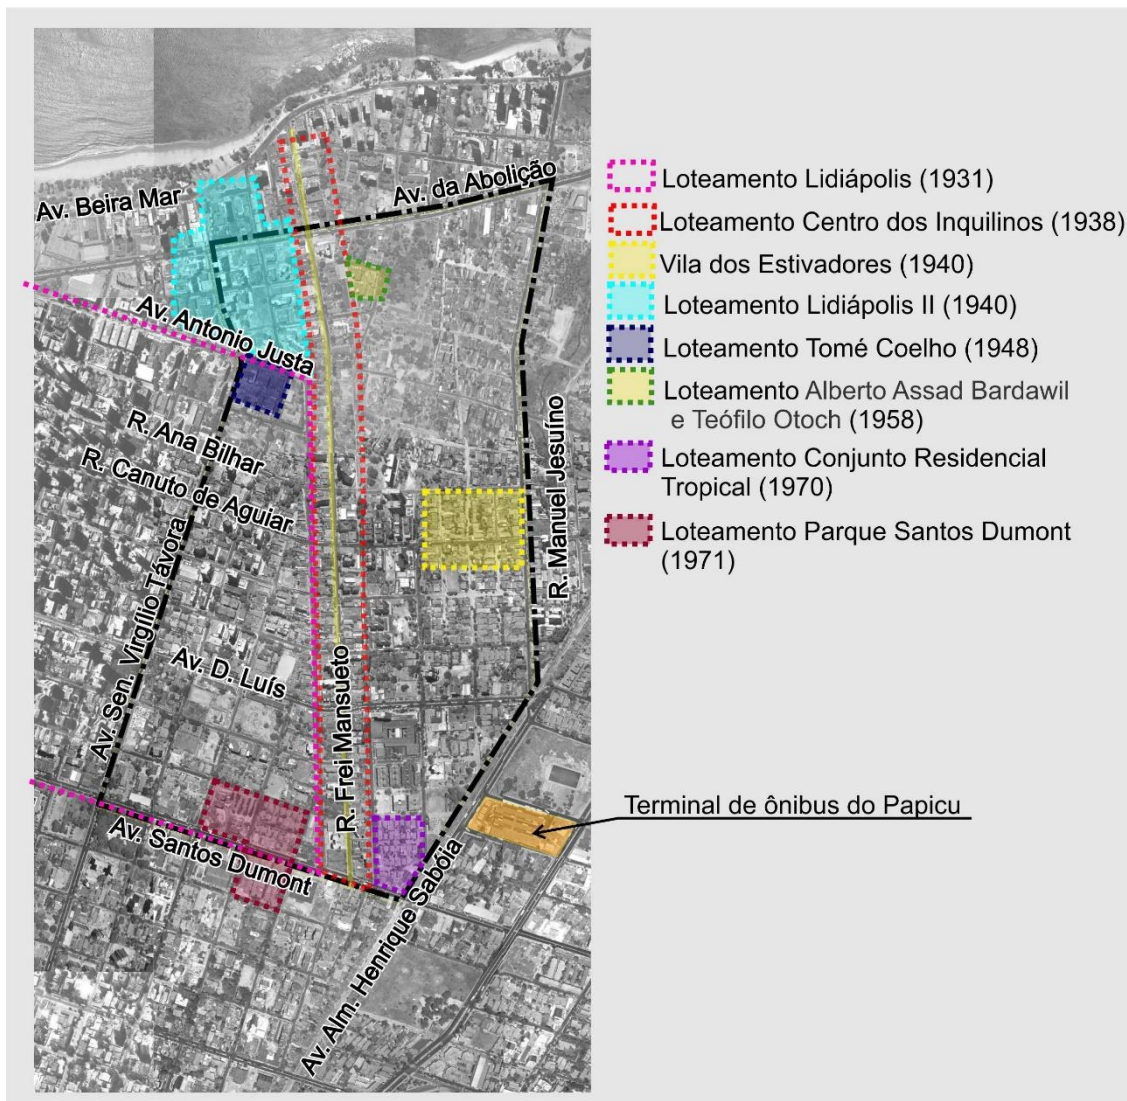 Av. Beira Mar
Av. da Abolição
Av. Antonio Justa
R. Ana Bilhar
R. Canuto de Aguiar
Av. Sen. Virgílio Távora
R. Manuel Jesuíno
Av. D. Luís
R. Frei Mansueto
Av. Santos Dumont
Av. Alm. Henrique Sabóia
Loteamento Lidiápolis (1931)
Loteamento Centro dos Inquilinos (1938)
Vila dos Estivadores (1940)
Loteamento Lidiápolis II (1940)
Loteamento Tomé Coelho (1948)
Loteamento Alberto Assad Bardawil
e Teófilo Otoch (1958)
Loteamento Conjunto Residencial
Tropical (1970)
Loteamento Parque Santos Dumont
(1971)
Terminal de ônibus do Papicu